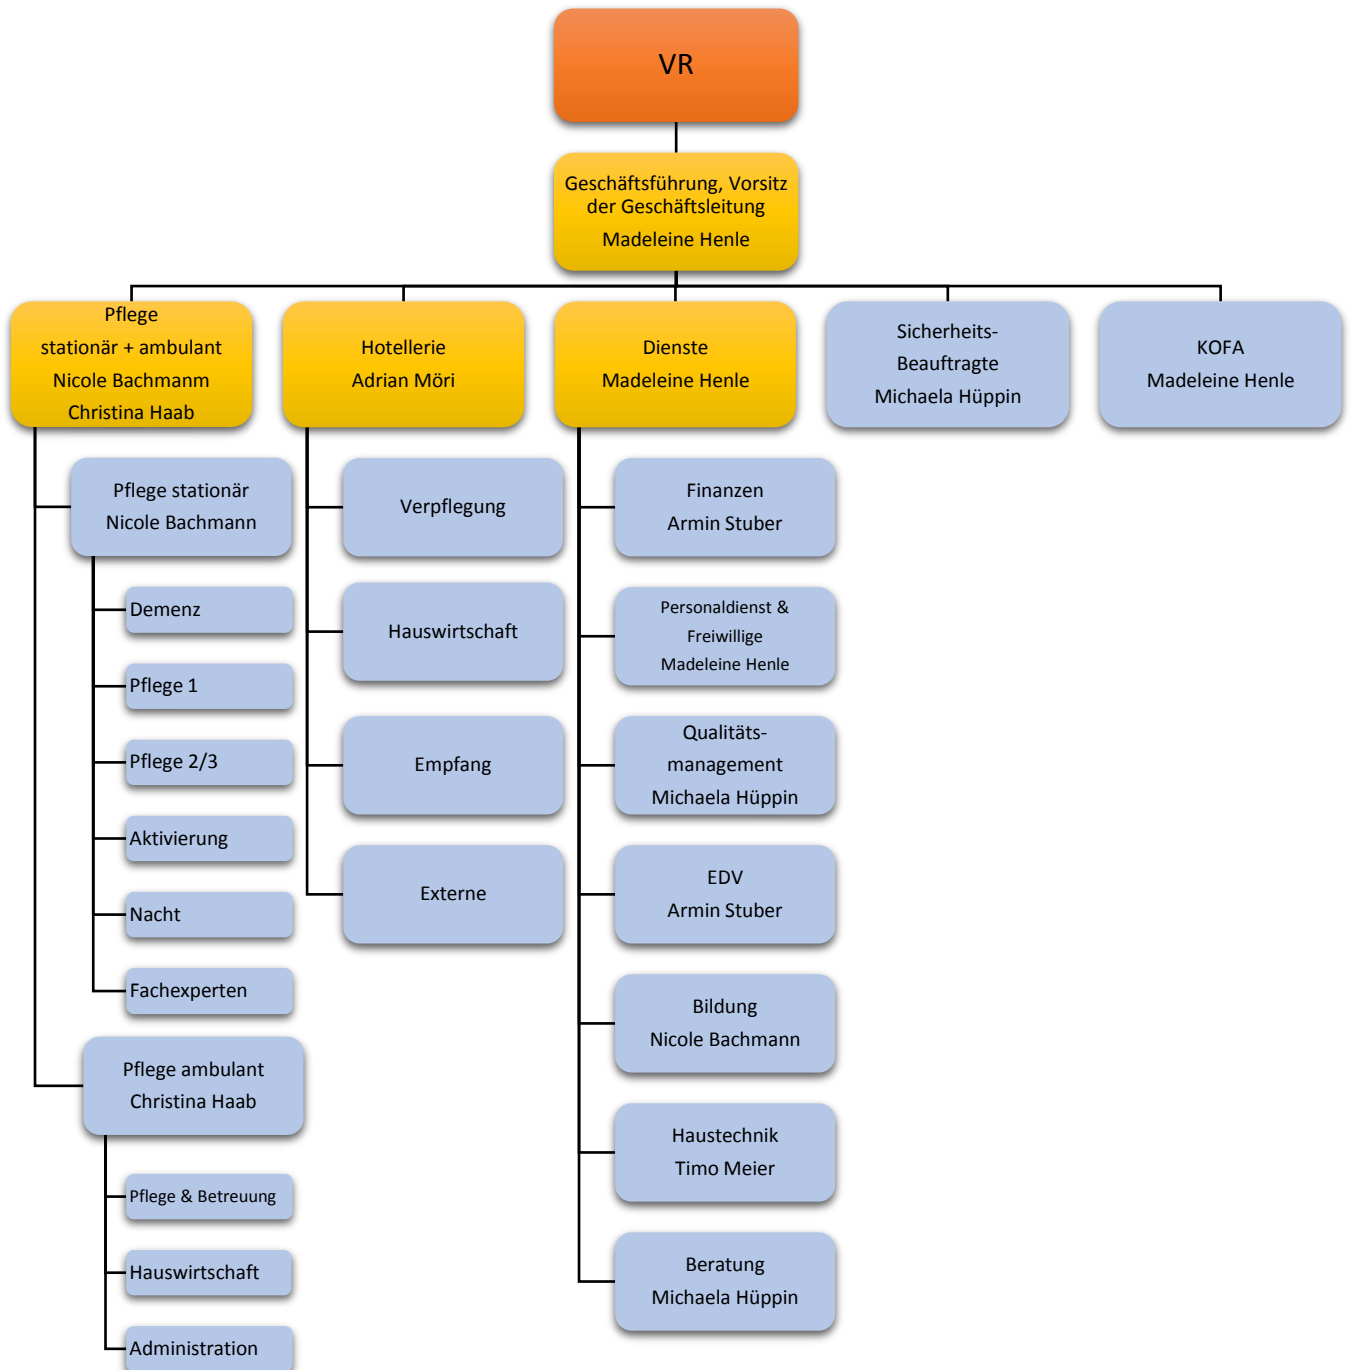 VR
Geschäftsführung, Vorsitz
der Geschäftsleitung
Madeleine Henle
Pflege
stationär + ambulant
Nicole Bachmanm
Christina Haab
Hotellerie
Adrian Möri
Dienste
Madeleine Henle
Sicherheits-
Beauftragte
Michaela Hüppin
KOFA
Madeleine Henle
Pflege stationär
Nicole Bachmann
Demenz
Pflege 1
Pflege 2/3
Aktivierung
Nacht
Fachexperten
Pflege ambulant
Christina Haab
Pflege & Betreuung
Hauswirtschaft
Administration
Verpflegung
Hauswirtschaft
Empfang
Externe
Finanzen
Armin Stuber
Personaldienst &
Freiwillige
Madeleine Henle
Qualitäts-
management
Michaela Hüppin
EDV
Armin Stuber
Bildung
Nicole Bachmann
Haustechnik
Timo Meier
Beratung
Michaela Hüppin